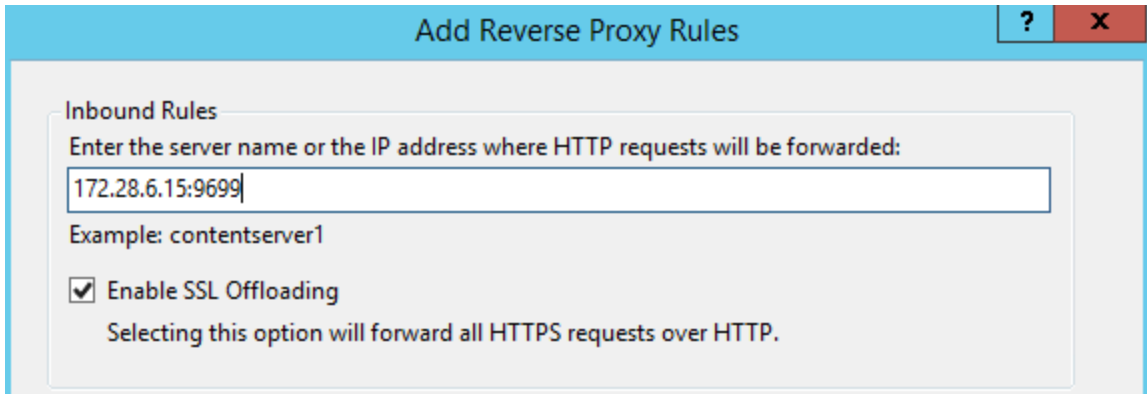 Add Reverse Proxy Rules
? x
Inbound Rules
Enter the server name or the IP address where HTTP requests will be forwarded:
172.28.6.15:9699
Example: contentserver1
Enable SSL Offloading
Selecting this option will forward all HTTPS requests over HTTP.